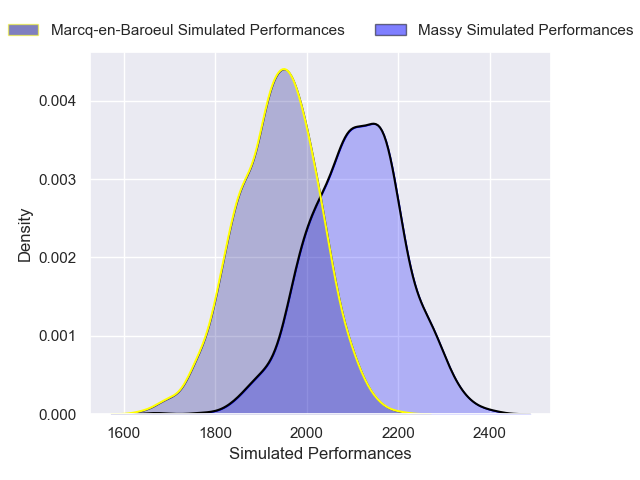 Marcq-en-Baroeul Simulated Performances Massy Simulated Performances
0.004
0.003
0.002
0.001
0.000
Density
1600 1800 2000 2200 2400
Simulated Performances